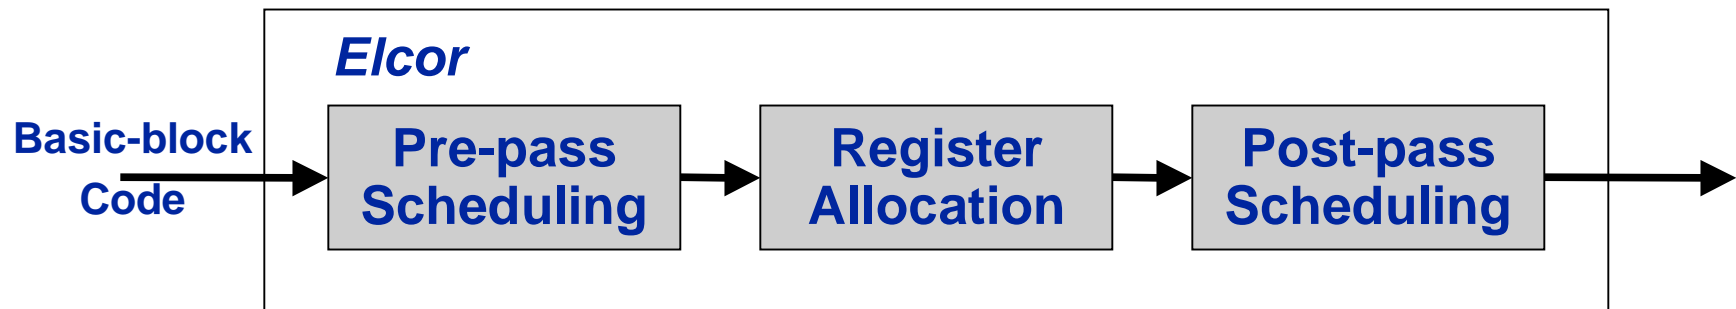 Elcor
Basic-block
Code
Pre-pass
Scheduling
Register
Allocation
Post-pass
Scheduling